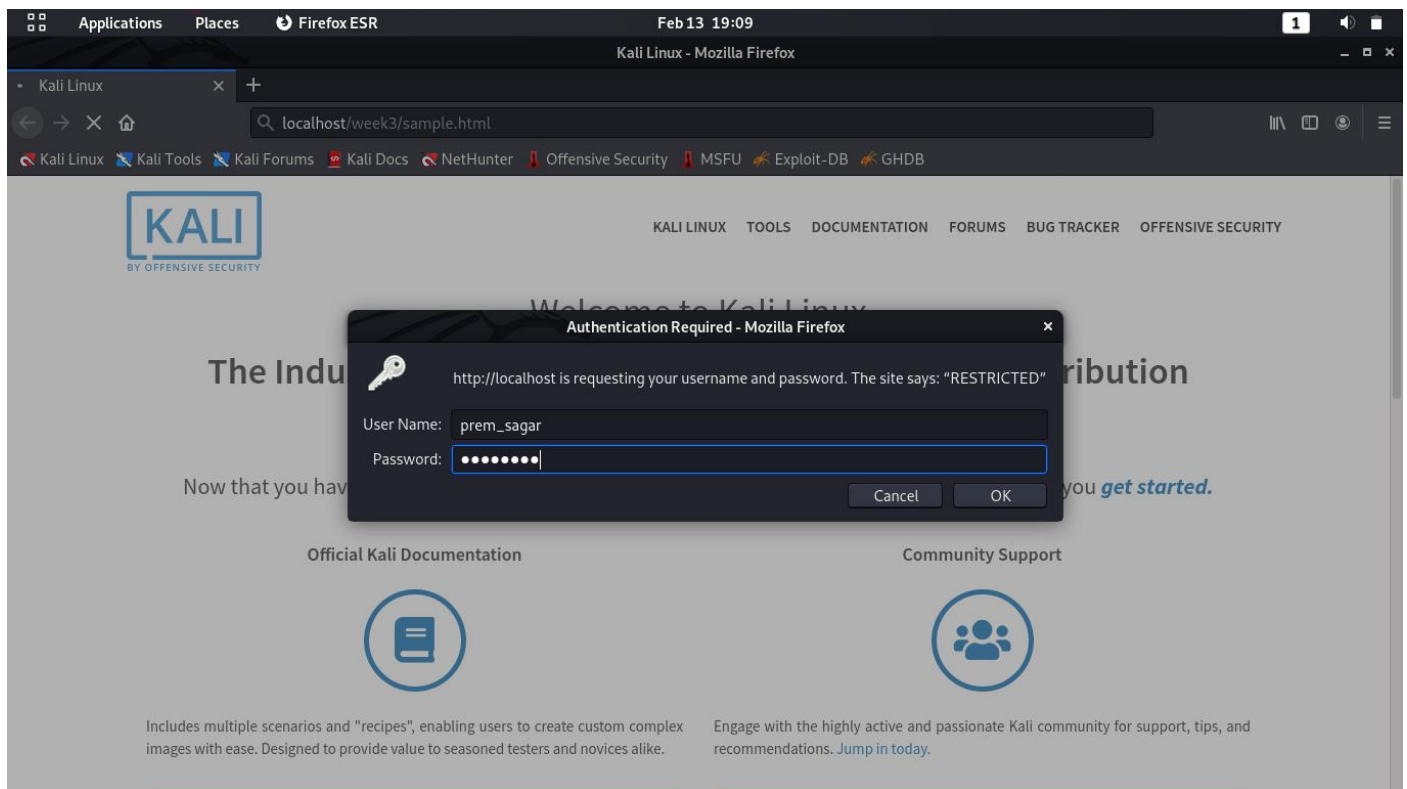 Applications Places Firefox ESR Feb 13 19:09 1
Kali Linux - Mozilla Firefox
Kali Linux
localhost/week3/sample.html
Kali Linux Kali Tools Kali Forums Kali Docs NetHunter Offensive Security MSFU Exploit-DB GHDB
KALI
BY OFFENSIVE SECURITY
KALI LINUX TOOLS DOCUMENTATION FORUMS BUG TRACKER OFFENSIVE SECURITY
Welcome to Kali Linux
The Indu ribution
Now that you hav you get started.
Authentication Required - Mozilla Firefox
http://localhost is requesting your username and password. The site says: “RESTRICTED”
User Name: prem_sagar
Password: ●●●●●●●●
Cancel OK
Official Kali Documentation
Includes multiple scenarios and "recipes", enabling users to create custom complex
images with ease. Designed to provide value to seasoned testers and novices alike.
Community Support
Engage with the highly active and passionate Kali community for support, tips, and
recommendations. Jump in today.